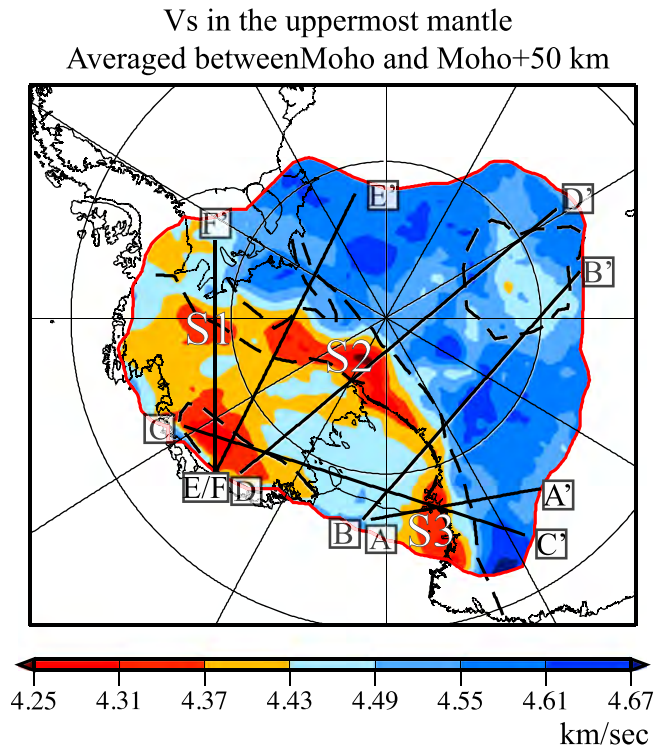 Vs in the uppermost mantle
Averaged betweenMoho and Moho+50 km
E'
D'
F'
B'
S1
S2
C
E/F
D
A'
B
A
S3
C'
4.25 4.31 4.37 4.43 4.49 4.55 4.61 4.67
km/sec